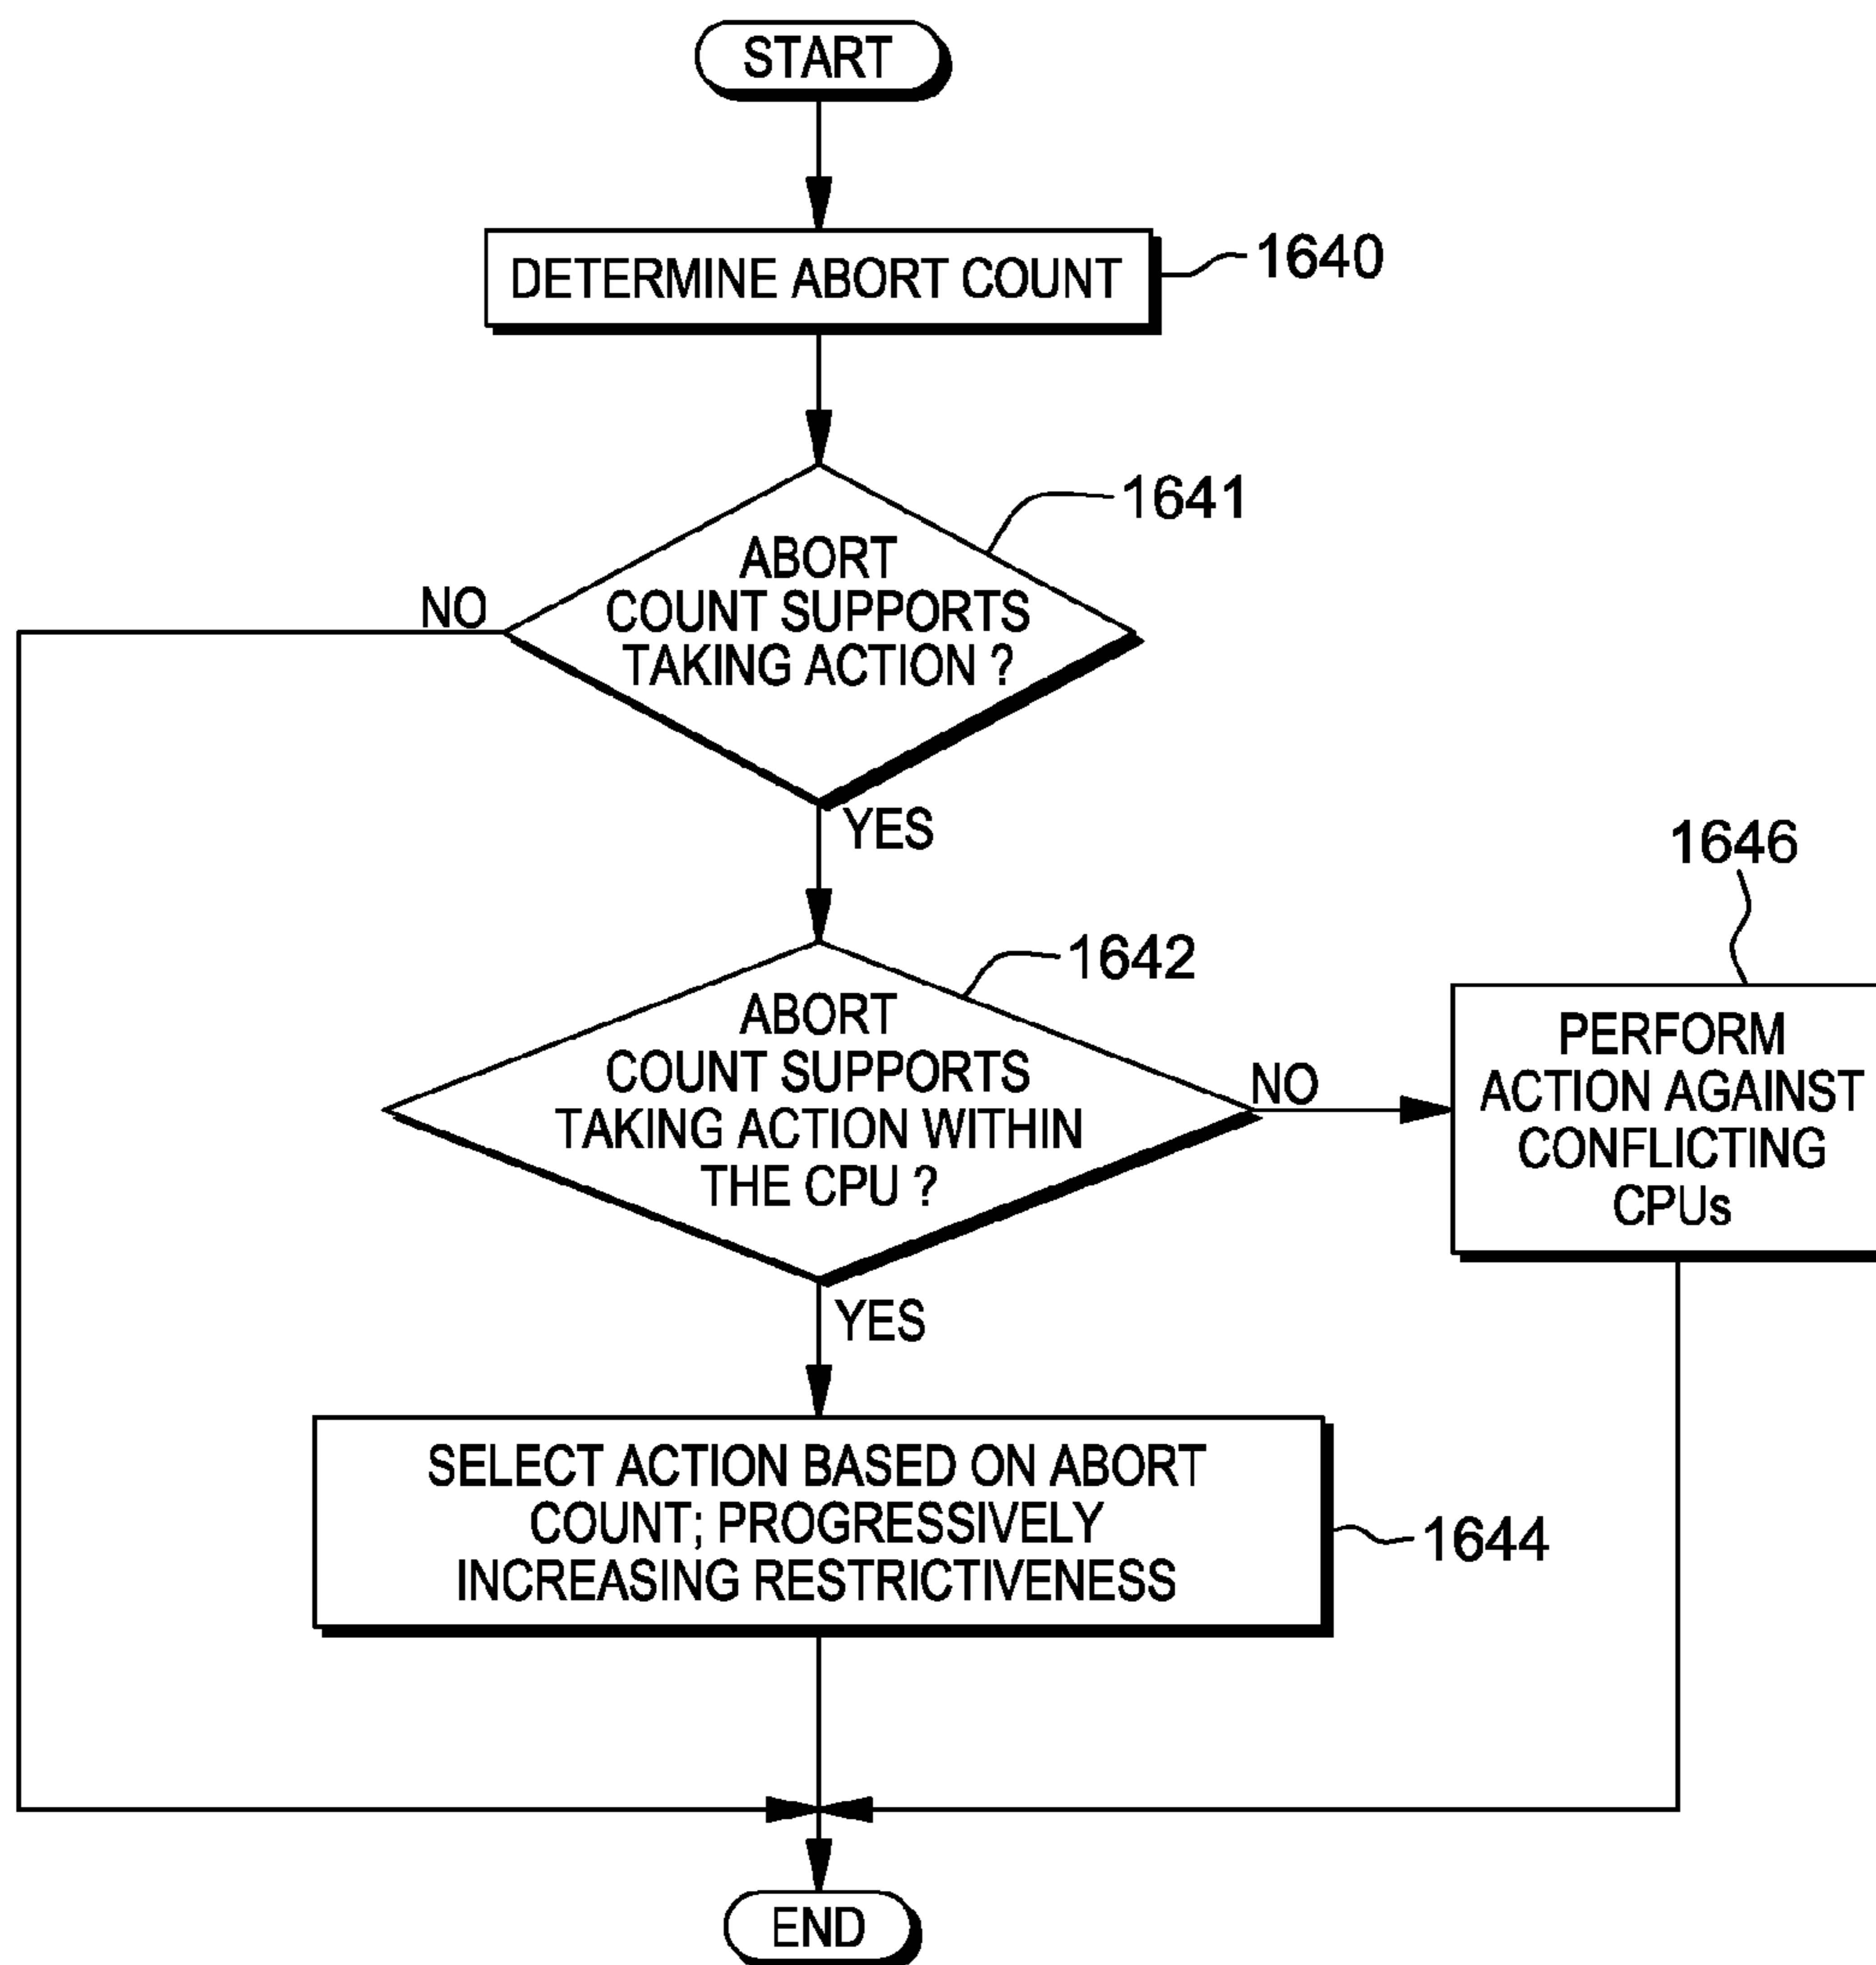 START
DETERMINE ABORT COUNT
1640
1641
ABORT
COUNT SUPPORTS
TAKING ACTION ?
NO
YES
1642
ABORT
COUNT SUPPORTS
TAKING ACTION WITHIN
THE CPU ?
NO
1646
PERFORM
ACTION AGAINST
CONFLICTING
CPUs
YES
SELECT ACTION BASED ON ABORT
COUNT; PROGRESSIVELY
INCREASING RESTRICTIVENESS
1644
END